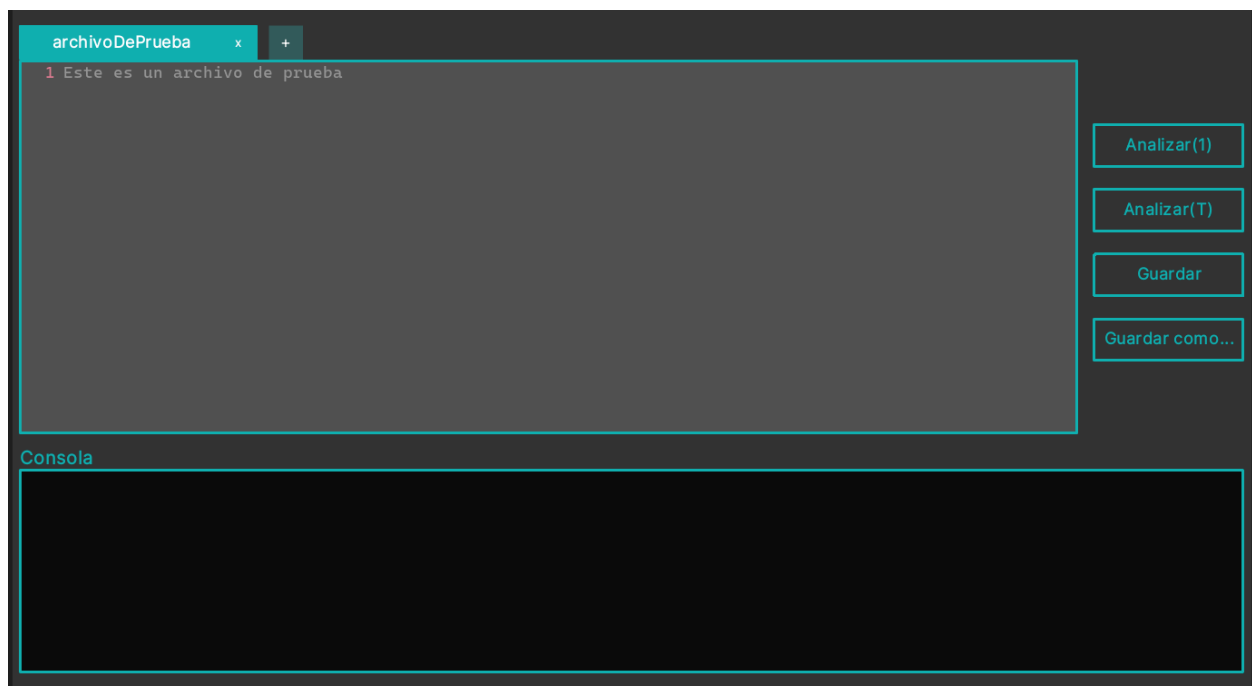 archivoDePrueba x +
1 Este es un archivo de prueba
Analizar(1)
Analizar(T)
Guardar
Guardar como...
Consola